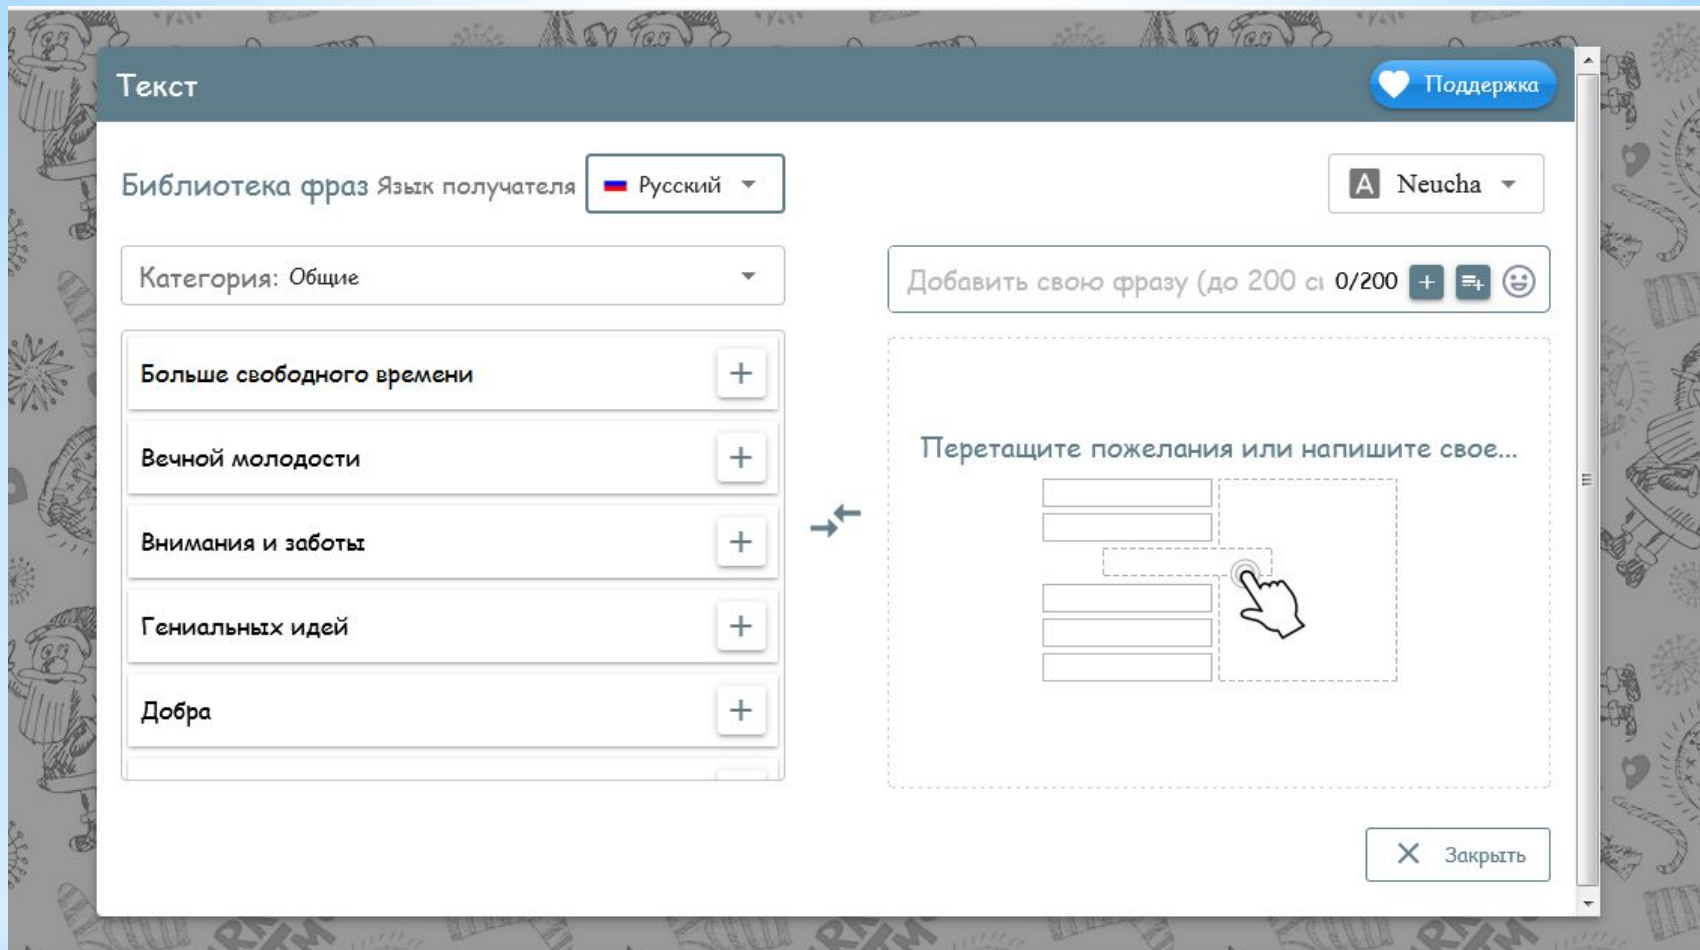 Текст
Поддержка
Библиотека фраз Язык получателя Русский
Neucha
Категория: Общие
Добавить свою фразу (до 200 0/200
Больше свободного времени
Вечной молодости
Внимания и заботы
Гениальных идей
Добра
Перетащите пожелания или напишите свое...
Закрыть